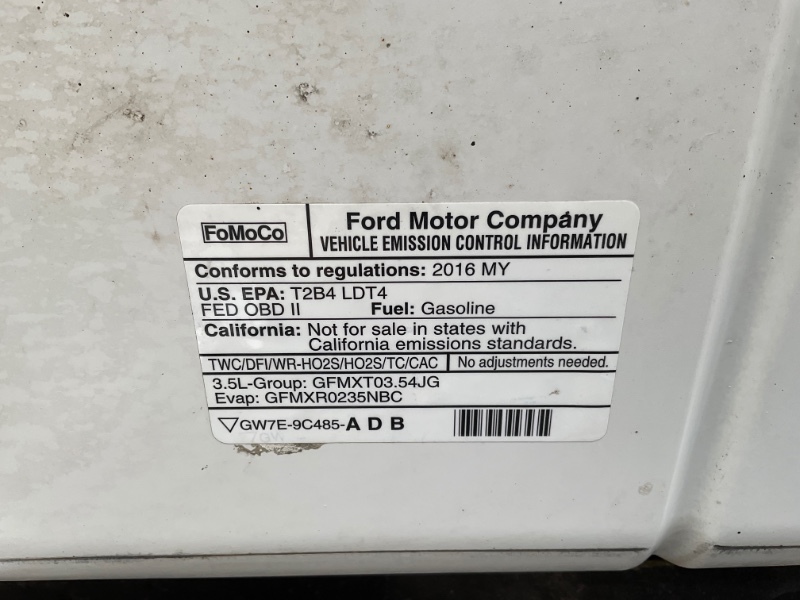 FoMoCo
Ford Motor Company
VEHICLE EMISSION CONTROL INFORMATION
Conforms to regulations: 2016 MY
U.S. EPA: T2B4 LDT4
FED OBD II Fuel: Gasoline
California: Not for sale in states with
California emissions standards.
TWC/DFI/WR-HO2S/HO2S/TC/CAC No adjustments needed.
3.5L-Group: GFMXT03.54JG
Evap: GFMXR0235NBC
GW7E-9C485-A D B